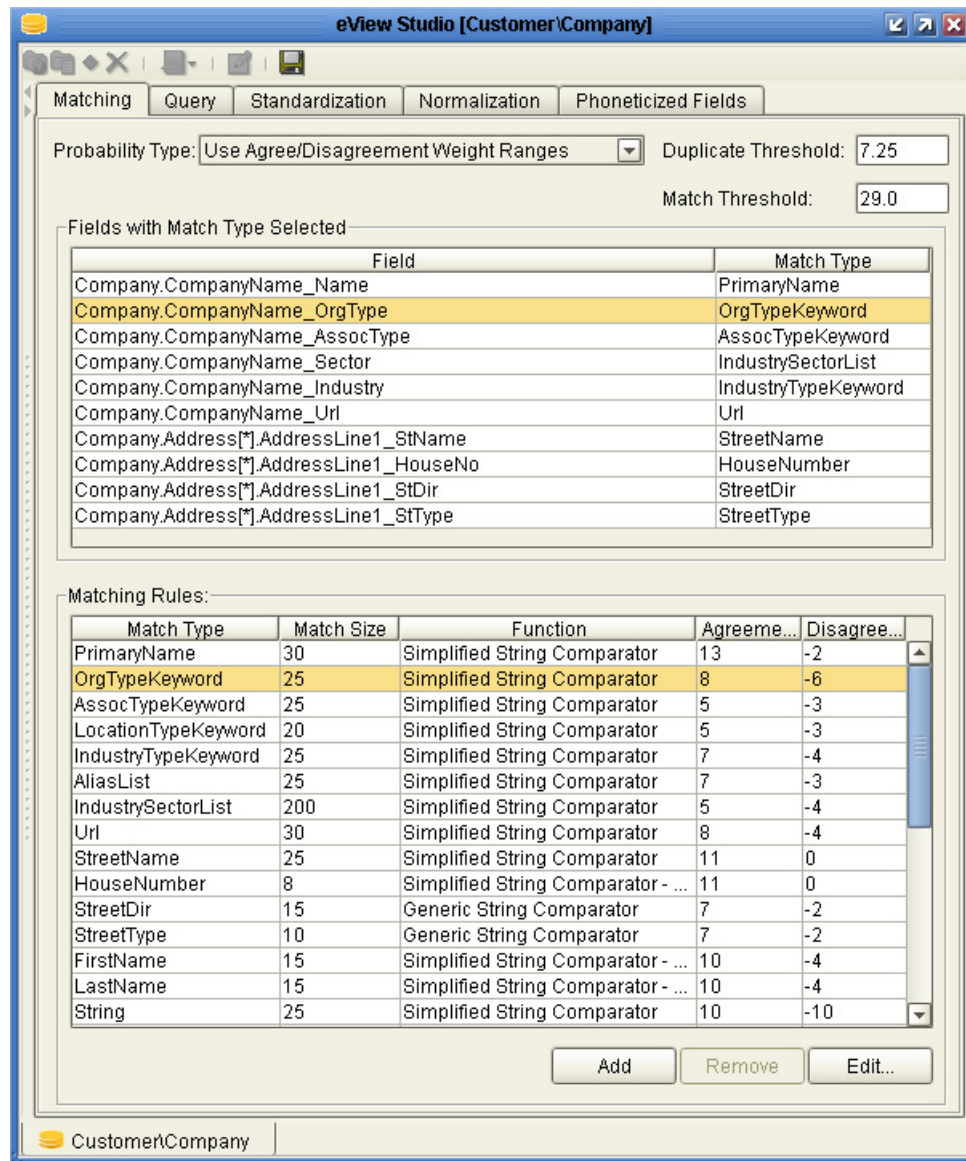 eView Studio [Customer\Company]
Matching Query Standardization Normalization Phoneticized Fields
Probability Type: Use Agree/Disagreement Weight Ranges Duplicate Threshold: 7.25
Match Threshold: 29.0
Fields with Match Type Selected
Field Match Type
Company.CompanyName_Name PrimaryName
Company.CompanyName_OrgType OrgTypeKeyword
Company.CompanyName_AssocType AssocTypeKeyword
Company.CompanyName_Sector IndustrySectorList
Company.CompanyName_Industry IndustryTypeKeyword
Company.CompanyName_Url Url
Company.Address[*].AddressLine1_StName StreetName
Company.Address[*].AddressLine1_HouseNo HouseNumber
Company.Address[*].AddressLine1_StDir StreetDir
Company.Address[*].AddressLine1_StType StreetType
Matching Rules:
Match Type Match Size Function Agreeme... Disagree...
PrimaryName 30 Simplified String Comparator 13 -2
OrgTypeKeyword 25 Simplified String Comparator 8 -6
AssocTypeKeyword 25 Simplified String Comparator 5 -3
LocationTypeKeyword 20 Simplified String Comparator 5 -3
IndustryTypeKeyword 25 Simplified String Comparator 7 -4
AliasList 25 Simplified String Comparator 7 -3
IndustrySectorList 200 Simplified String Comparator 5 -4
Url 30 Simplified String Comparator 8 -4
StreetName 25 Simplified String Comparator 11 0
HouseNumber 8 Simplified String Comparator - ... 11 0
StreetDir 15 Generic String Comparator 7 -2
StreetType 10 Generic String Comparator 7 -2
FirstName 15 Simplified String Comparator - ... 10 -4
LastName 15 Simplified String Comparator - ... 10 -4
String 25 Simplified String Comparator 10 -10
Add Remove Edit...
Customer\Company